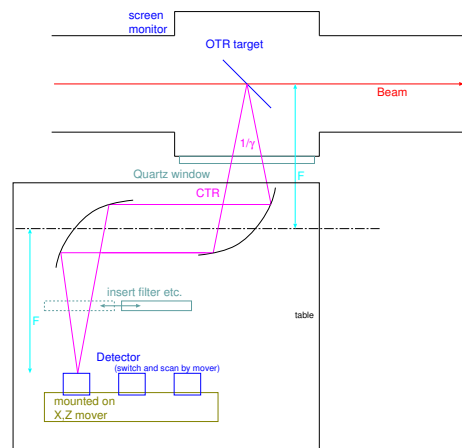 screen
monitor
OTR target
Beam
1/γ
F
Quartz window
CTR
insert filter etc.
F
table
Detector
(switch and scan by mover)
mounted on
X,Z mover